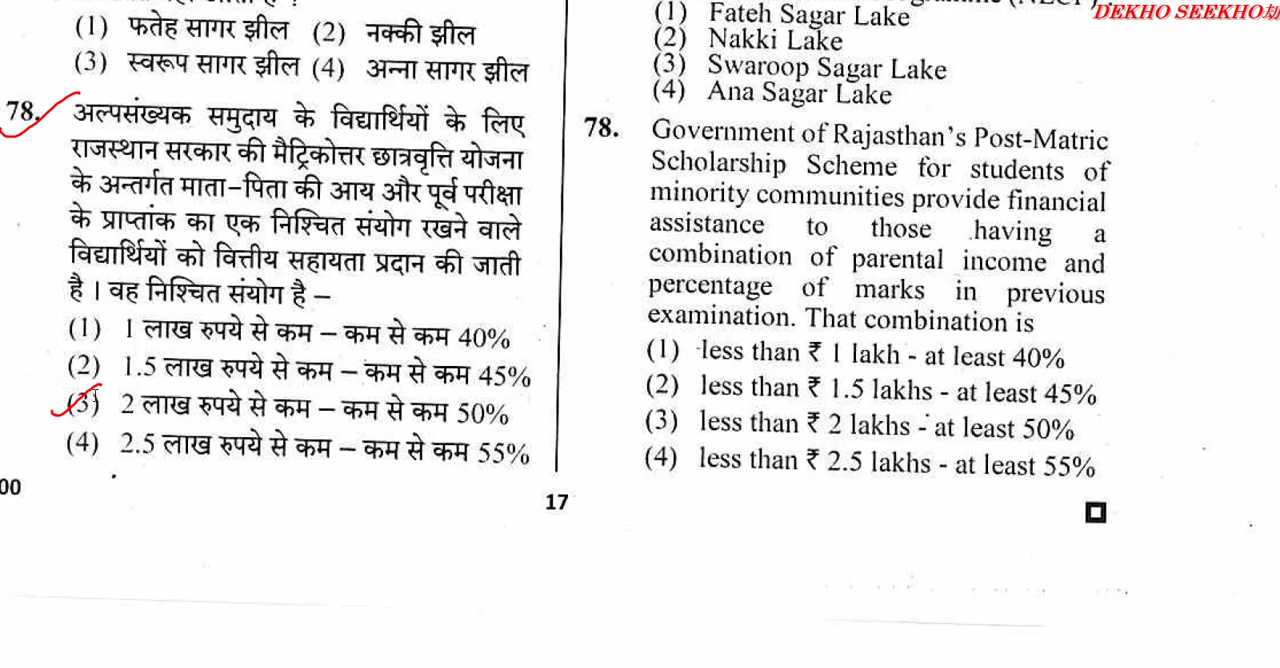 (1) फतेह सागर झील (2) नक्की झील
(3) स्वरूप सागर झील (4) अन्ना सागर झील
78. अल्पसंख्यक समुदाय के विद्यार्थियों के लिए
राजस्थान सरकार की मैट्रिकोत्तर छात्रवृत्ति योजना
के अन्तर्गत माता–पिता की आय और पूर्व परीक्षा
के प्राप्तांक का एक निश्चित संयोग रखने वाले
विद्यार्थियों को वित्तीय सहायता प्रदान की जाती
है । वह निश्चित संयोग है –
(1) 1 लाख रुपये से कम – कम से कम 40%
(2) 1.5 लाख रुपये से कम – कम से कम 45%
(3) 2 लाख रुपये से कम – कम से कम 50%
(4) 2.5 लाख रुपये से कम – कम से कम 55%
00
17
DEKHO SEEKHO
(1) Fateh Sagar Lake
(2) Nakki Lake
(3) Swaroop Sagar Lake
(4) Ana Sagar Lake
78. Government of Rajasthan's Post-Matric
Scholarship Scheme for students of
minority communities provide financial
assistance to those having a
combination of parental income and
percentage of marks in previous
examination. That combination is
(1) less than ₹ 1 lakh - at least 40%
(2) less than ₹ 1.5 lakhs - at least 45%
(3) less than ₹ 2 lakhs - at least 50%
(4) less than ₹ 2.5 lakhs - at least 55%